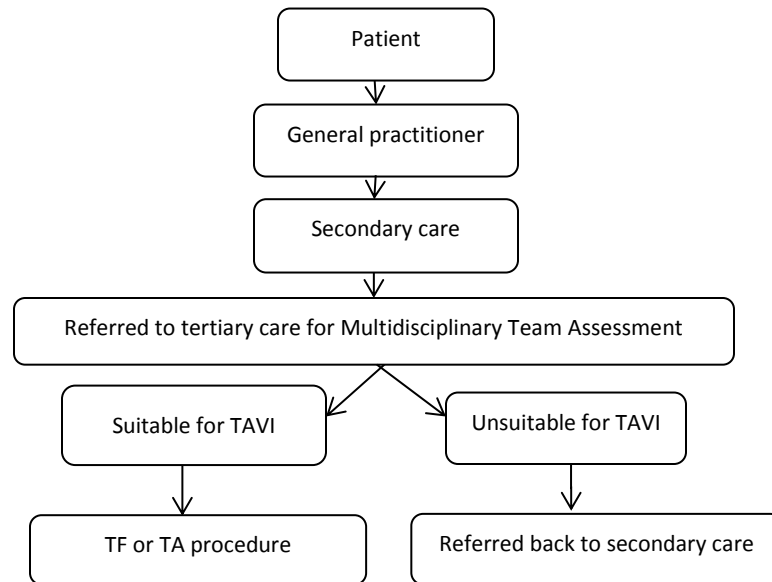 Patient
General practitioner
Secondary care
Referred to tertiary care for Multidisciplinary Team Assessment
Suitable for TAVI
Unsuitable for TAVI
TF or TA procedure
Referred back to secondary care